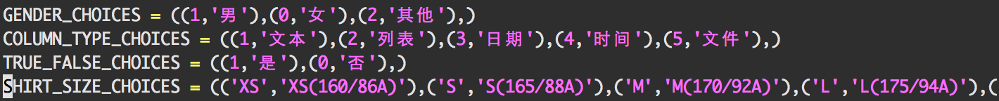 GENDER_CHOICES = ((1,'男'),(0,'女'),(2,'其他'),)
COLUMN_TYPE_CHOICES = ((1,'文本'),(2,'列表'),(3,'日期'),(4,'时间'),(5,'文件'),)
TRUE_FALSE_CHOICES = ((1,'是'),(0,'否'),)
SHIRT_SIZE_CHOICES = (('XS','XS(160/86A)'),('S','S(165/88A)'),('M','M(170/92A)'),('L','L(175/94A)'),(